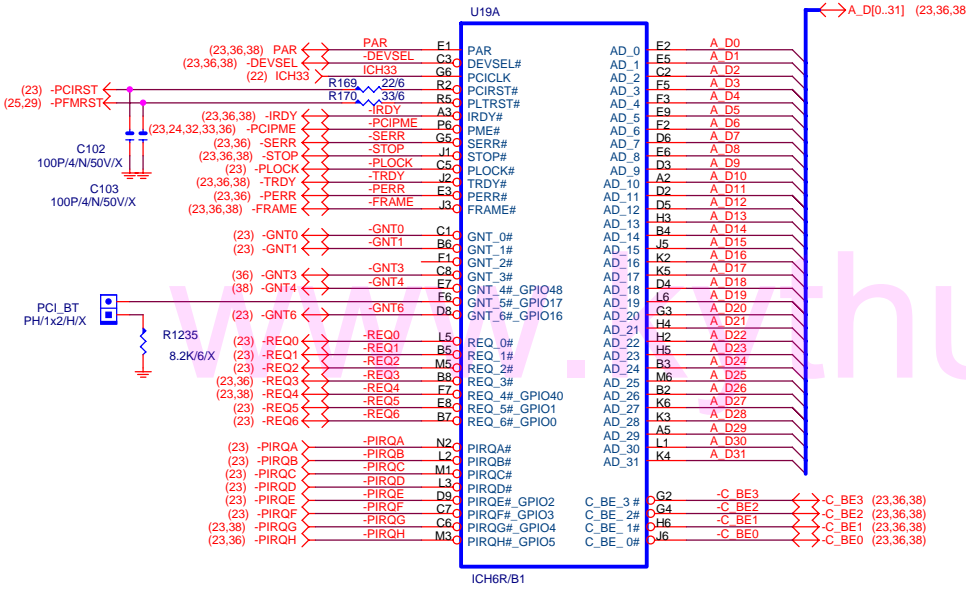 U19A
A_D[0..31] (23,36,38
(23,36,38) PAR PAR E1 PAR AD_0 E2 A_D0
(23,36,38) -DEVSEL -DEVSEL C3 DEVSEL# AD_1 E5 A_D1
(22) ICH33 ICH33 G6 PCICLK AD_2 C2 A_D2
(23) -PCIRST R169 22/6 R2 PCIRST# AD_3 F5 A_D3
(25,29) -PFMRST R170 33/6 R5 PLTRST# AD_4 F3 A_D4
(23,36,38) -IRDY -IRDY A3 IRDY# AD_5 E9 A_D5
(23,24,32,33,36) -PCIPME -PCIPME P6 PME# AD_6 F2 A_D6
(23,36) -SERR -SERR G5 SERR# AD_7 D6 A_D7
(23,36,38) -STOP -STOP J1 STOP# AD_8 E6 A_D8
(23) -PLOCK -PLOCK C5 PLOCK# AD_9 D3 A_D9
(23,36,38) -TRDY -TRDY J2 TRDY# AD_10 A2 A_D10
(23,36) -PERR -PERR E3 PERR# AD_11 D2 A_D11
(23,36,38) -FRAME -FRAME J3 FRAME# AD_12 D5 A_D12
C102
100P/4/N/50V/X
C103
100P/4/N/50V/X
AD_13 H3 A_D13
(23) -GNT0 -GNT0 C1 GNT_0# AD_14 B4 A_D14
(23) -GNT1 -GNT1 B6 GNT_1# AD_15 J5 A_D15
F1 GNT_2# AD_16 K2 A_D16
(36) -GNT3 -GNT3 C8 GNT_3# AD_17 K5 A_D17
(38) -GNT4 -GNT4 E7 GNT_4#_GPIO48 AD_18 D4 A_D18
F6 GNT_5#_GPIO17 AD_19 L6 A_D19
(23) -GNT6 -GNT6 D8 GNT_6#_GPIO16 AD_20 G3 A_D20
PCI_BT
PH/1x2/H/X
R1235
8.2K/6/X
AD_21 H4 A_D21
(23) -REQ0 -REQ0 L5 REQ_0# AD_22 H2 A_D22
(23) -REQ1 -REQ1 B5 REQ_1# AD_23 H5 A_D23
(23) -REQ2 -REQ2 M5 REQ_2# AD_24 B3 A_D24
(23,36) -REQ3 -REQ3 B8 REQ_3# AD_25 M6 A_D25
(23,38) -REQ4 -REQ4 F7 REQ_4#_GPIO40 AD_26 B2 A_D26
(23) -REQ5 -REQ5 E8 REQ_5#_GPIO1 AD_27 K6 A_D27
(23) -REQ6 -REQ6 B7 REQ_6#_GPIO0 AD_28 K3 A_D28
AD_29 A5 A_D29
(23) -PIRQA -PIRQA N2 PIRQA# AD_30 L1 A_D30
(23) -PIRQB -PIRQB L2 PIRQB# AD_31 K4 A_D31
(23) -PIRQC -PIRQC M1 PIRQC#
(23) -PIRQD -PIRQD L3 PIRQD#
(23) -PIRQE -PIRQE D9 PIRQE#_GPIO2 C_BE_3 # G2 -C_BE3 -C_BE3 (23,36,38)
(23) -PIRQF -PIRQF C7 PIRQF#_GPIO3 C_BE_ 2# G4 -C_BE2 -C_BE2 (23,36,38)
(23,38) -PIRQG -PIRQG C6 PIRQG#_GPIO4 C_BE_ 1# H6 -C_BE1 -C_BE1 (23,36,38)
(23,36) -PIRQH -PIRQH M3 PIRQH#_GPIO5 C_BE_ 0# J6 -C_BE0 -C_BE0 (23,36,38)
ICH6R/B1
www.kythu